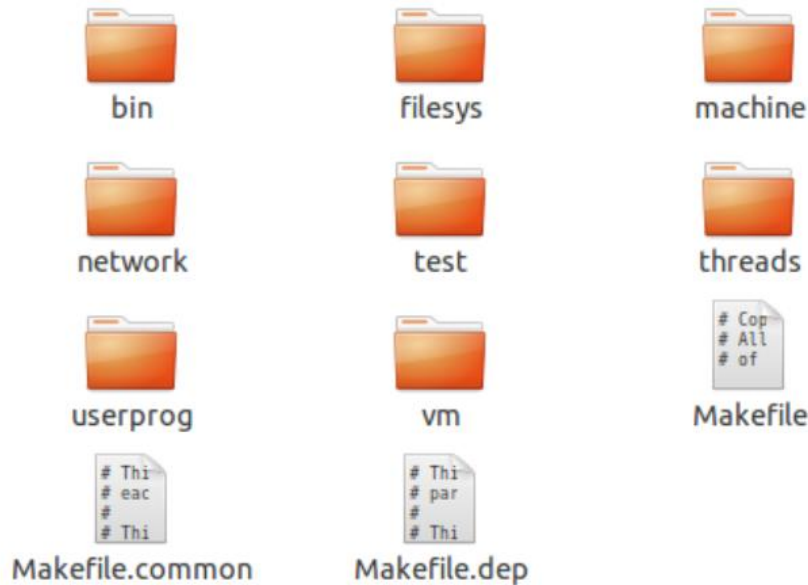 bin
filesys
machine
network
test
threads
# Cop
# All
# of
userprog
vm
Makefile
# Thi
# eac
#
# Thi
# Thi
# par
#
# Thi
Makefile.common
Makefile.dep